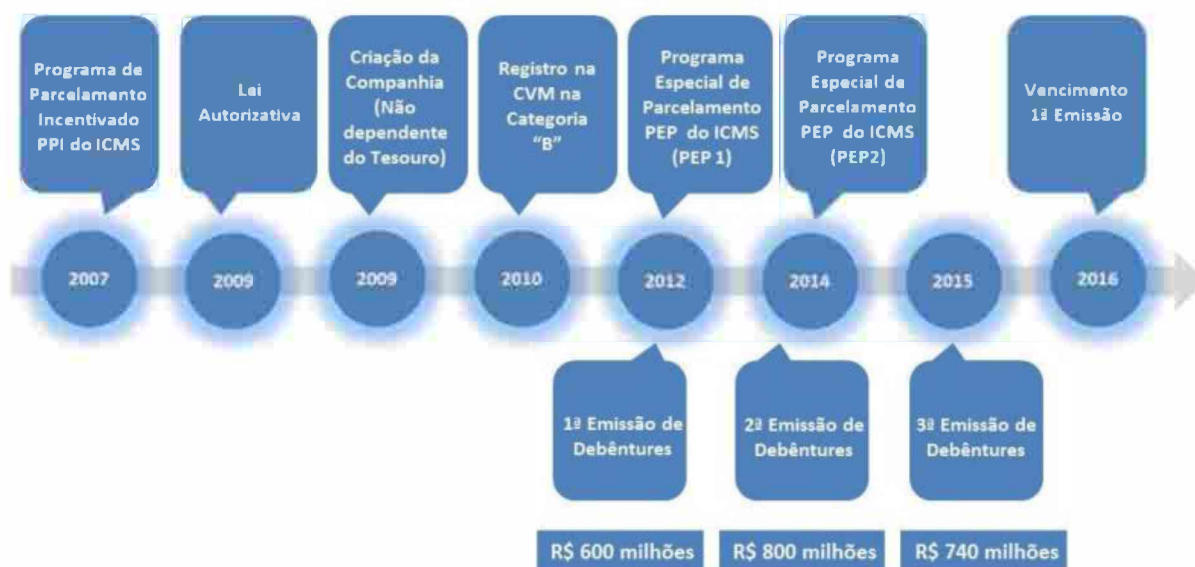 Programa de
Parcelamento
Incentivado
PPI do ICMS
Lei
Autorizativa
Criação da
Companhia
(Não
dependente
do Tesouro)
Registro na
CVM na
Categoria
"B"
Programa
Especial de
Parcelamento
PEP do ICMS
(PEP 1)
Programa
Especial de
Parcelamento
PEP do ICMS
(PEP2)
Vencimento
1ª Emissão
2007
2009
2009
2010
2012
2014
2015
2016
1ª Emissão de
Debêntures
2ª Emissão de
Debêntures
3ª Emissão de
Debêntures
R$ 600 milhões
R$ 800 milhões
R$ 740 milhões